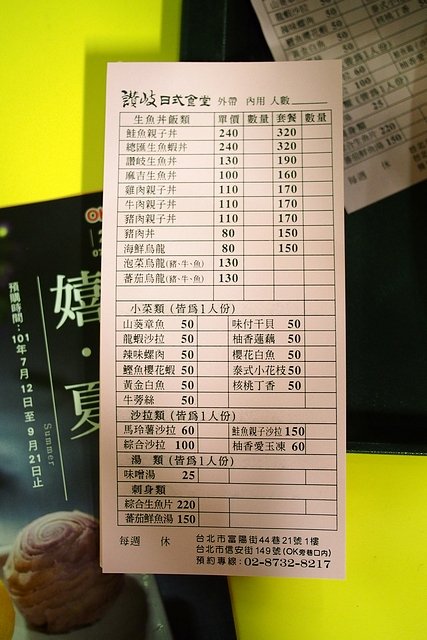 讚岐日式食堂 外帶 內用 人數
生魚丼飯類 單價 數量 套餐 數量
鮭魚親子丼 240 320
總匯生魚蝦丼 240 320
讚岐生魚丼 130 190
麻吉生魚丼 100 160
雞肉親子丼 110 170
牛肉親子丼 110 170
豬肉親子丼 110 170
豬肉丼 80 150
海鮮烏龍 80 150
泡菜烏龍(豬、牛、魚) 130
蕃茄烏龍(豬、牛、魚) 130
小菜類 (皆為1人份)
山葵章魚 50 味付干貝 50
龍蝦沙拉 50 柚香蓮藕 50
辣味螺肉 50 櫻花白魚 50
鰹魚櫻花蝦 50 泰式小花枝 50
黃金白魚 50 核桃丁香 50
牛蒡絲 50
沙拉類 (皆為1人份)
馬玲薯沙拉 60 鮭魚親子沙拉 150
綜合沙拉 100 柚香愛玉凍 60
湯 類 (皆為1人份)
味噌湯 25
刺身類
綜合生魚片 220
蕃茄鮮魚湯 150
每週 休
台北市富陽街44巷21號1樓
台北市信安街149號(OK旁巷口內)
預約專線:02-8732-8217
嬉·夏
Summer
預購時間:101年7月12日至9月21日止